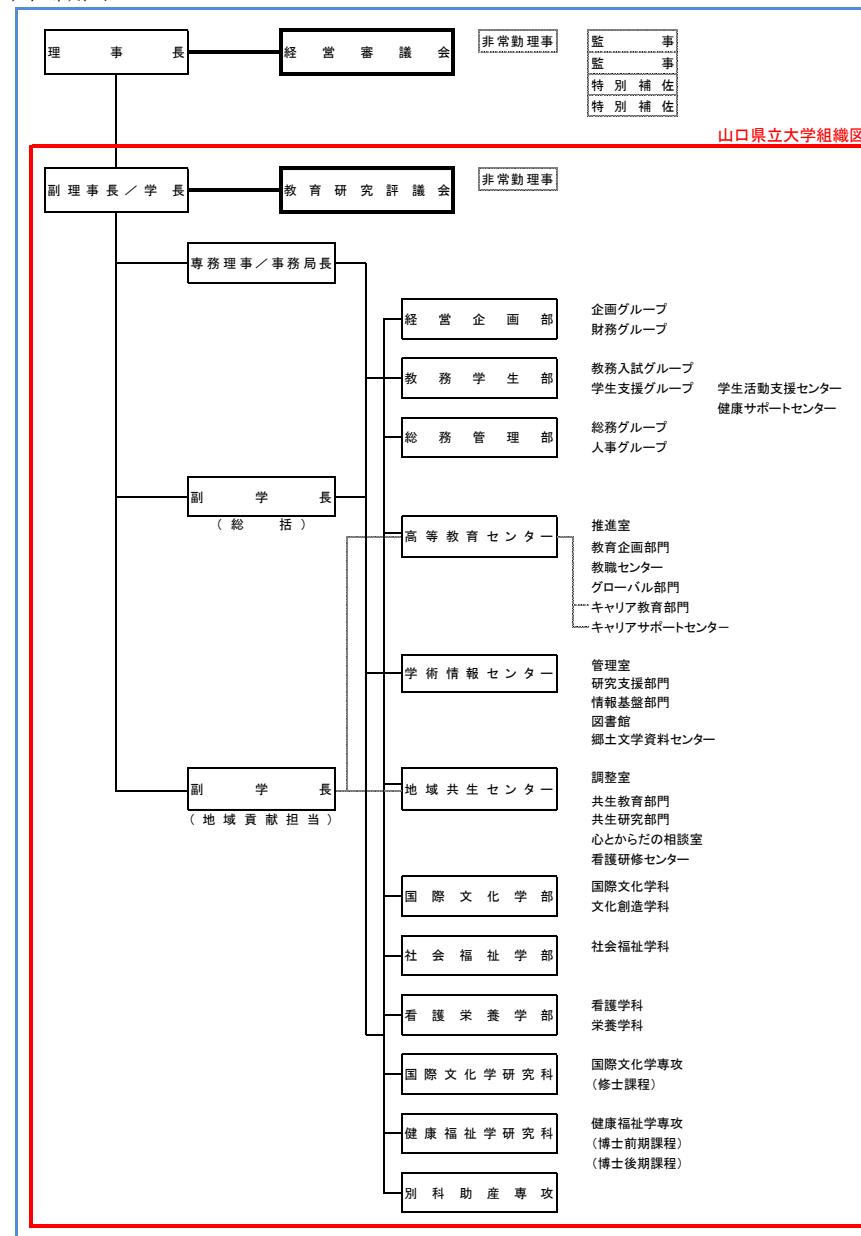 理事長
経営審議会
非常勤理事
監事
監事
特別補佐
特別補佐
山口県立大学組織図
副理事長／学長
教育研究評議会
非常勤理事
専務理事／事務局長
経営企画部
企画グループ
財務グループ
教務学生部
教務入試グループ
学生支援グループ 学生活動支援センター
健康サポートセンター
総務管理部
総務グループ
人事グループ
副学長
(総括)
高等教育センター
推進室
教育企画部門
教職センター
グローバル部門
キャリア教育部門
キャリアサポートセンター
学術情報センター
管理室
研究支援部門
情報基盤部門
図書館
郷土文学資料センター
副学長
(地域貢献担当)
地域共生センター
調整室
共生教育部門
共生研究部門
心とからだの相談室
看護研修センター
国際文化学部
国際文化学科
文化創造学科
社会福祉学部
社会福祉学科
看護栄養学部
看護学科
栄養学科
国際文化学研究科
国際文化学専攻
(修士課程)
健康福祉学研究科
健康福祉学専攻
(博士前期課程)
(博士後期課程)
別科助産専攻